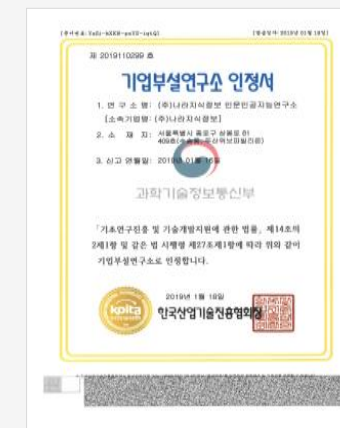 제 2019110299 호
기업부설연구소 인정서
1. 연 구 소 명: (주)나라지식정보 인문인공지능연구소
[소속기업명: (주)나라지식정보]
2. 소 재 지: 서울특별시 종로구
3. 신고 연월일: 2019년 01월 16일
과학기술정보통신부
「기초연구진흥 및 기술개발지원에 관한 법률」 제14조의
2제1항 및 같은 법 시행령 제27조제1항에 따라 위와 같이
기업부설연구소로 인정합니다.
2019년 1월 18일
koita
한국산업기술진흥협회장